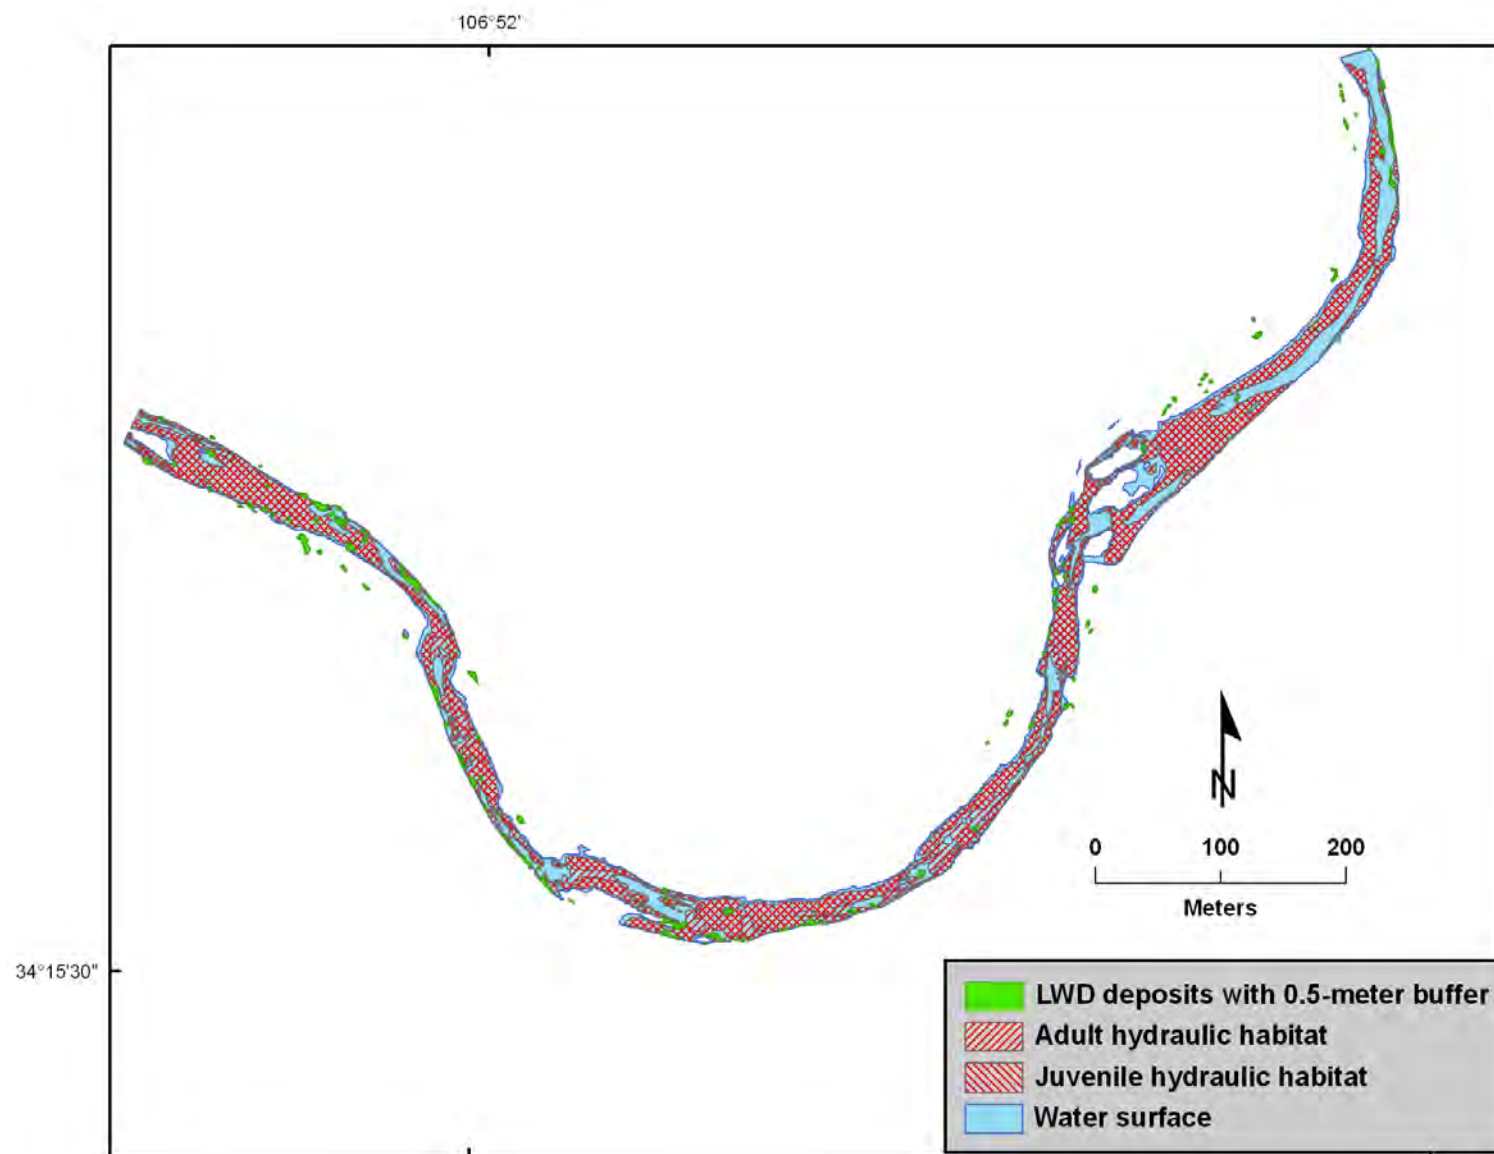 106°52'
N
0 100 200
Meters
34°15'30"
LWD deposits with 0.5-meter buffer
Adult hydraulic habitat
Juvenile hydraulic habitat
Water surface